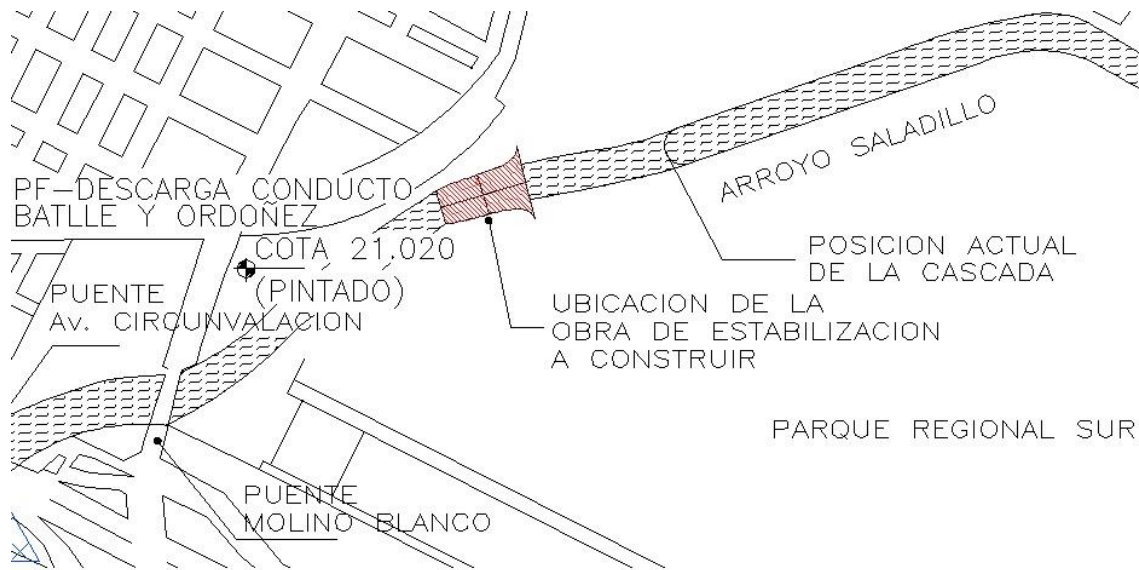 ARROYO SALADILLO
PF-DESCARGA CONDUCTO
BATLLE Y ORDOÑEZ
COTA 21.020
(PINTADO)
POSICION ACTUAL
DE LA CASCADA
PUENTE
Av. CIRCUNVALACION
UBICACION DE LA
OBRA DE ESTABILIZACION
A CONSTRUIR
PARQUE REGIONAL SUR
PUENTE
MOLINO BLANCO